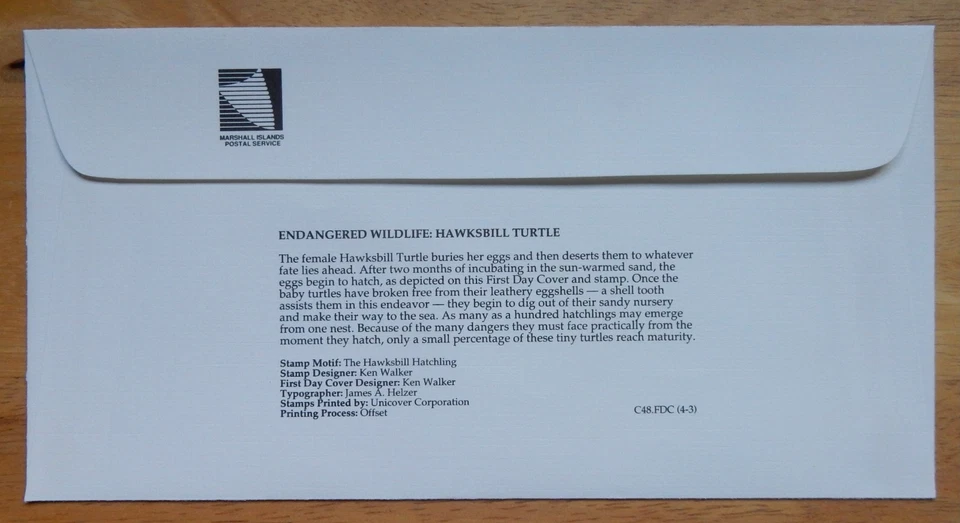 MARSHALL ISLANDS
POSTAL SERVICE
ENDANGERED WILDLIFE: HAWKSBILL TURTLE
The female Hawksbill Turtle buries her eggs and then deserts them to whatever
fate lies ahead. After two months of incubating in the sun-warmed sand, the
eggs begin to hatch, as depicted on this First Day Cover and stamp. Once the
baby turtles have broken free from their leathery eggshells — a shell tooth
assists them in this endeavor — they begin to dig out of their sandy nursery
and make their way to the sea. As many as a hundred hatchlings may emerge
from one nest. Because of the many dangers they must face practically from the
moment they hatch, only a small percentage of these tiny turtles reach maturity.
Stamp Motif: The Hawksbill Hatchling
Stamp Designer: Ken Walker
First Day Cover Designer: Ken Walker
Typographer: James A. Helzer
Stamps Printed by: Unicover Corporation
Printing Process: Offset
C48.FDC (4-3)